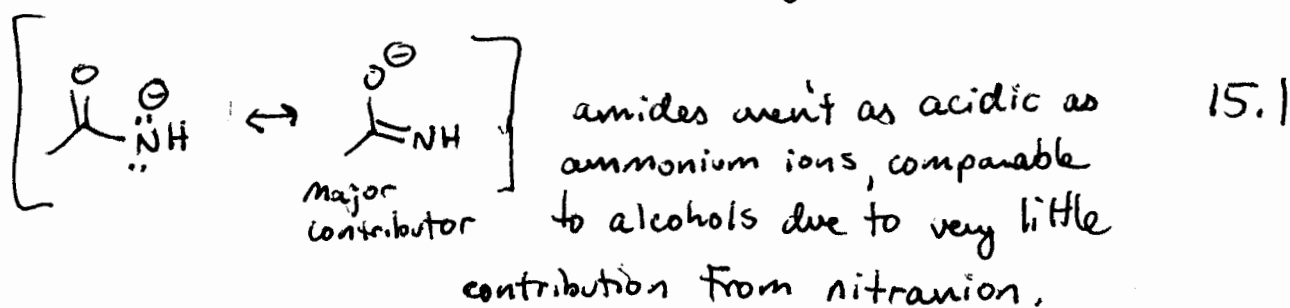 O ⊖ N̈H ↔ O⊖ NH
Major contributor
amides aren't as acidic as
ammonium ions, comparable
to alcohols due to very little
contribution from nitranion.
15.1